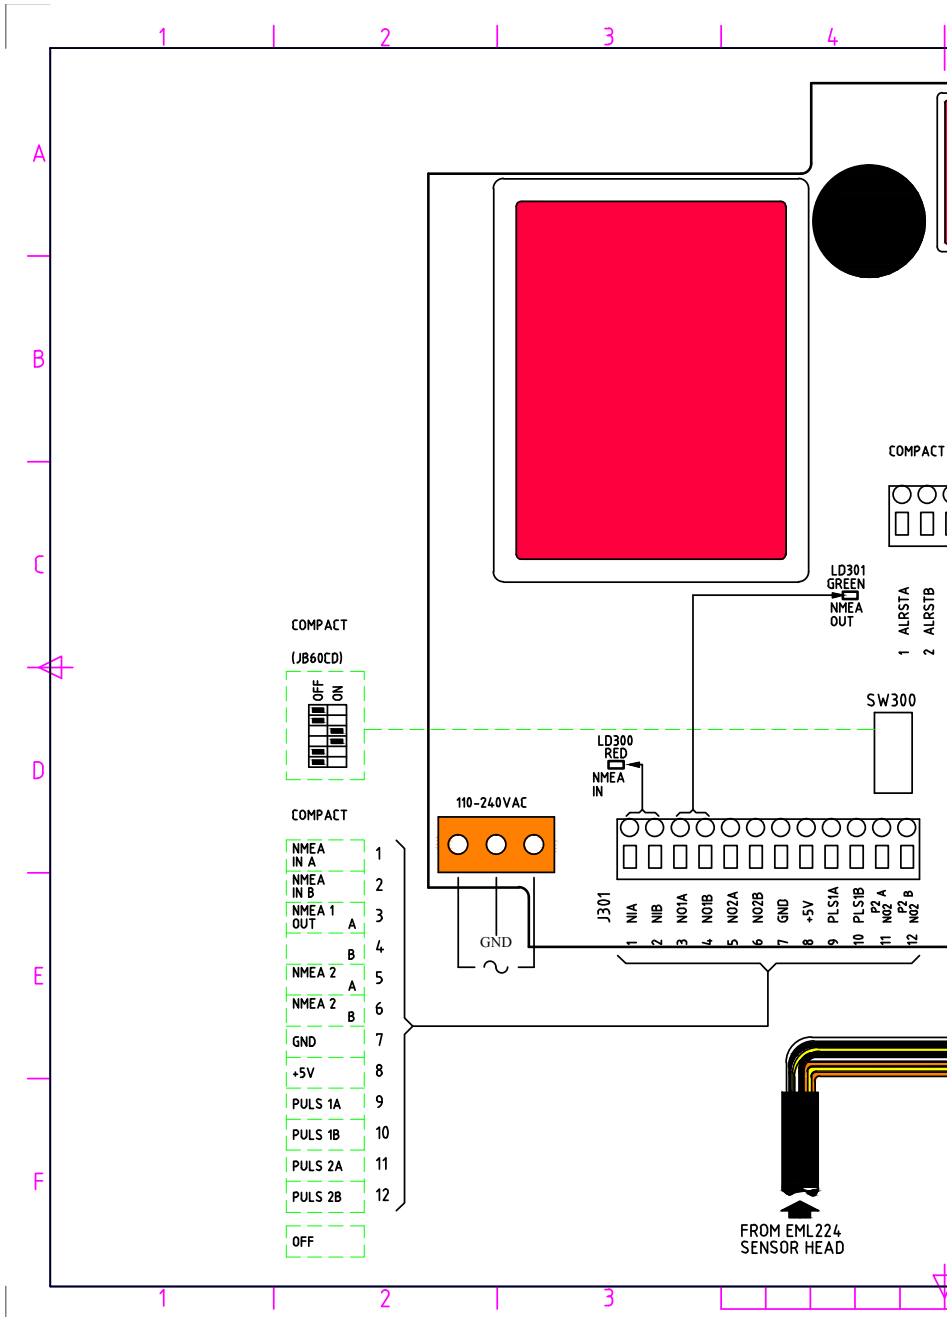 1
2
3
4
A
B
C
D
E
F
COMPACT
LD301
GREEN
NMEA
OUT
1 ALRSTA
2 ALRSTB
COMPACT
(JB60CD)
OFF
ON
SW300
LD300
RED
NMEA
IN
110-240VAC
COMPACT
NMEA
IN A 1
NMEA
IN B 2
NMEA 1
OUT A 3
B 4
NMEA 2
A 5
NMEA 2
B 6
GND 7
+5V 8
PULS 1A 9
PULS 1B 10
PULS 2A 11
PULS 2B 12
OFF
J301
1 NIA
2 NIB
3 NO1A
4 NO1B
5 NO2A
6 NO2B
7 GND
8 +5V
9 PLS1A
10 PLS1B
11 P2 A
NO2
12 P2 B
NO2
GND
FROM EML224
SENSOR HEAD
1
2
3